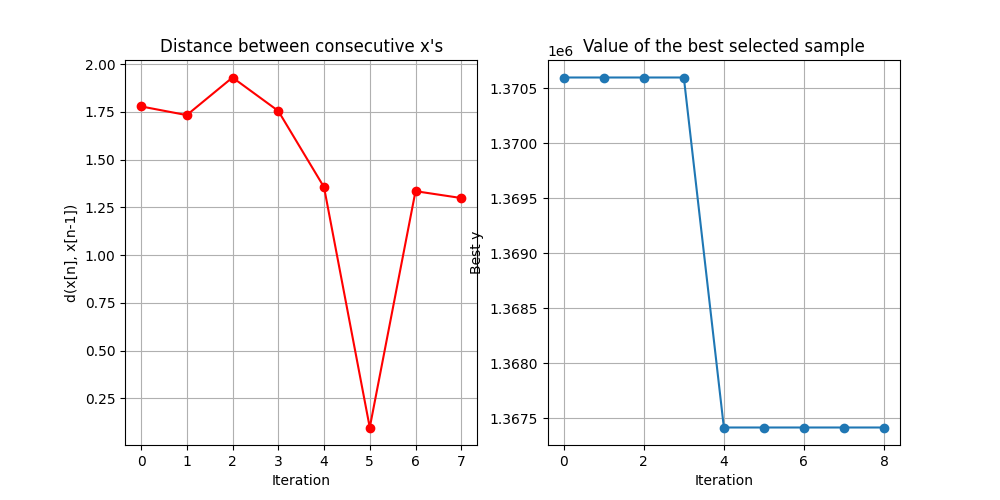 Distance between consecutive x's
2.00
1.75
1.50
1.25
1.00
0.75
0.50
0.25
d(x[n], x[n-1])
0 1 2 3 4 5 6 7
Iteration
Value of the best selected sample
1e6
1.3705
1.3700
1.3695
1.3690
1.3685
1.3680
1.3675
Best y
0 2 4 6 8
Iteration